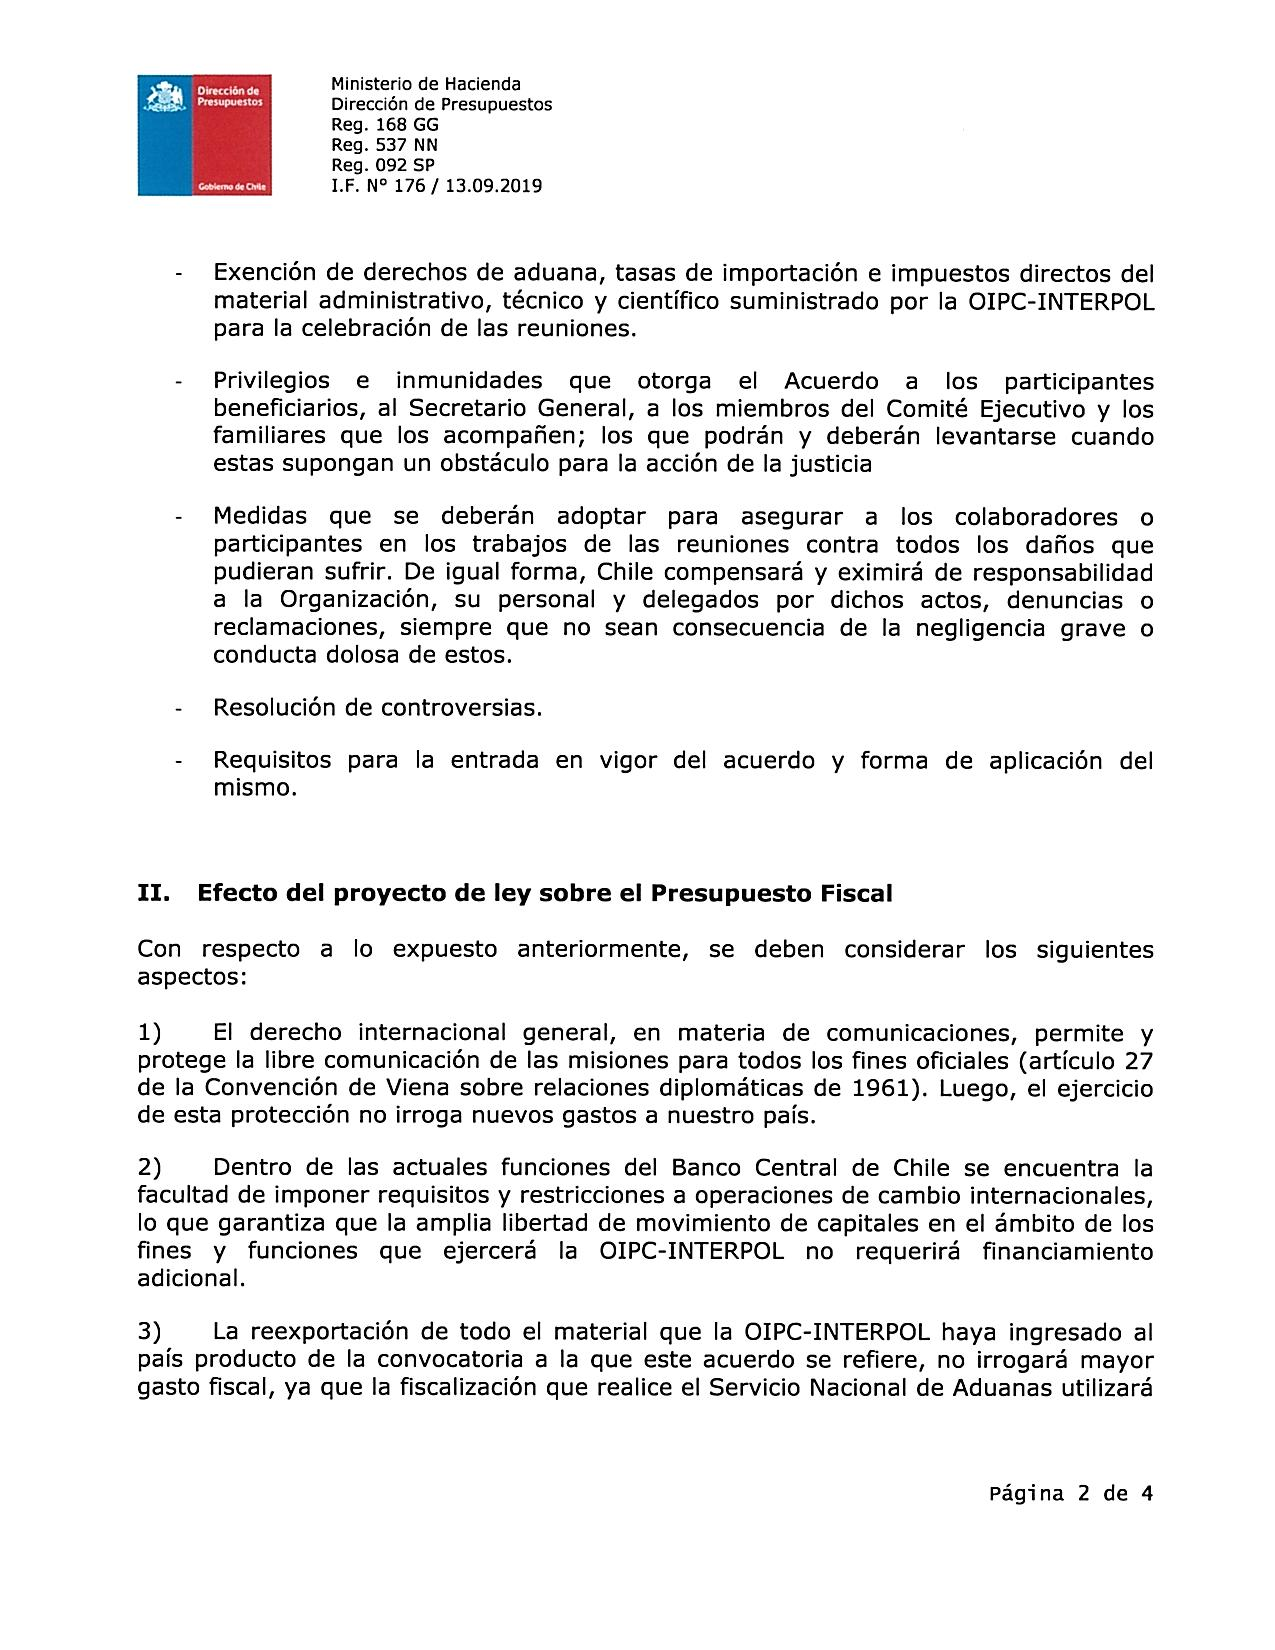 Dirección de
Presupuestos
Gobierno de Chile
Ministerio de Hacienda
Dirección de Presupuestos
Reg. 168 GG
Reg. 537 NN
Reg. 092 SP
I.F. Nº 176 / 13.09.2019
- Exención de derechos de aduana, tasas de importación e impuestos directos del
material administrativo, técnico y científico suministrado por la OIPC-INTERPOL
para la celebración de las reuniones.
- Privilegios e inmunidades que otorga el Acuerdo a los participantes
beneficiarios, al Secretario General, a los miembros del Comité Ejecutivo y los
familiares que los acompañen; los que podrán y deberán levantarse cuando
estas supongan un obstáculo para la acción de la justicia
- Medidas que se deberán adoptar para asegurar a los colaboradores o
participantes en los trabajos de las reuniones contra todos los daños que
pudieran sufrir. De igual forma, Chile compensará y eximirá de responsabilidad
a la Organización, su personal y delegados por dichos actos, denuncias o
reclamaciones, siempre que no sean consecuencia de la negligencia grave o
conducta dolosa de estos.
- Resolución de controversias.
- Requisitos para la entrada en vigor del acuerdo y forma de aplicación del
mismo.
II. Efecto del proyecto de ley sobre el Presupuesto Fiscal
Con respecto a lo expuesto anteriormente, se deben considerar los siguientes
aspectos:
1) El derecho internacional general, en materia de comunicaciones, permite y
protege la libre comunicación de las misiones para todos los fines oficiales (artículo 27
de la Convención de Viena sobre relaciones diplomáticas de 1961). Luego, el ejercicio
de esta protección no irroga nuevos gastos a nuestro país.
2) Dentro de las actuales funciones del Banco Central de Chile se encuentra la
facultad de imponer requisitos y restricciones a operaciones de cambio internacionales,
lo que garantiza que la amplia libertad de movimiento de capitales en el ámbito de los
fines y funciones que ejercerá la OIPC-INTERPOL no requerirá financiamiento
adicional.
3) La reexportación de todo el material que la OIPC-INTERPOL haya ingresado al
país producto de la convocatoria a la que este acuerdo se refiere, no irrogará mayor
gasto fiscal, ya que la fiscalización que realice el Servicio Nacional de Aduanas utilizará
Página 2 de 4